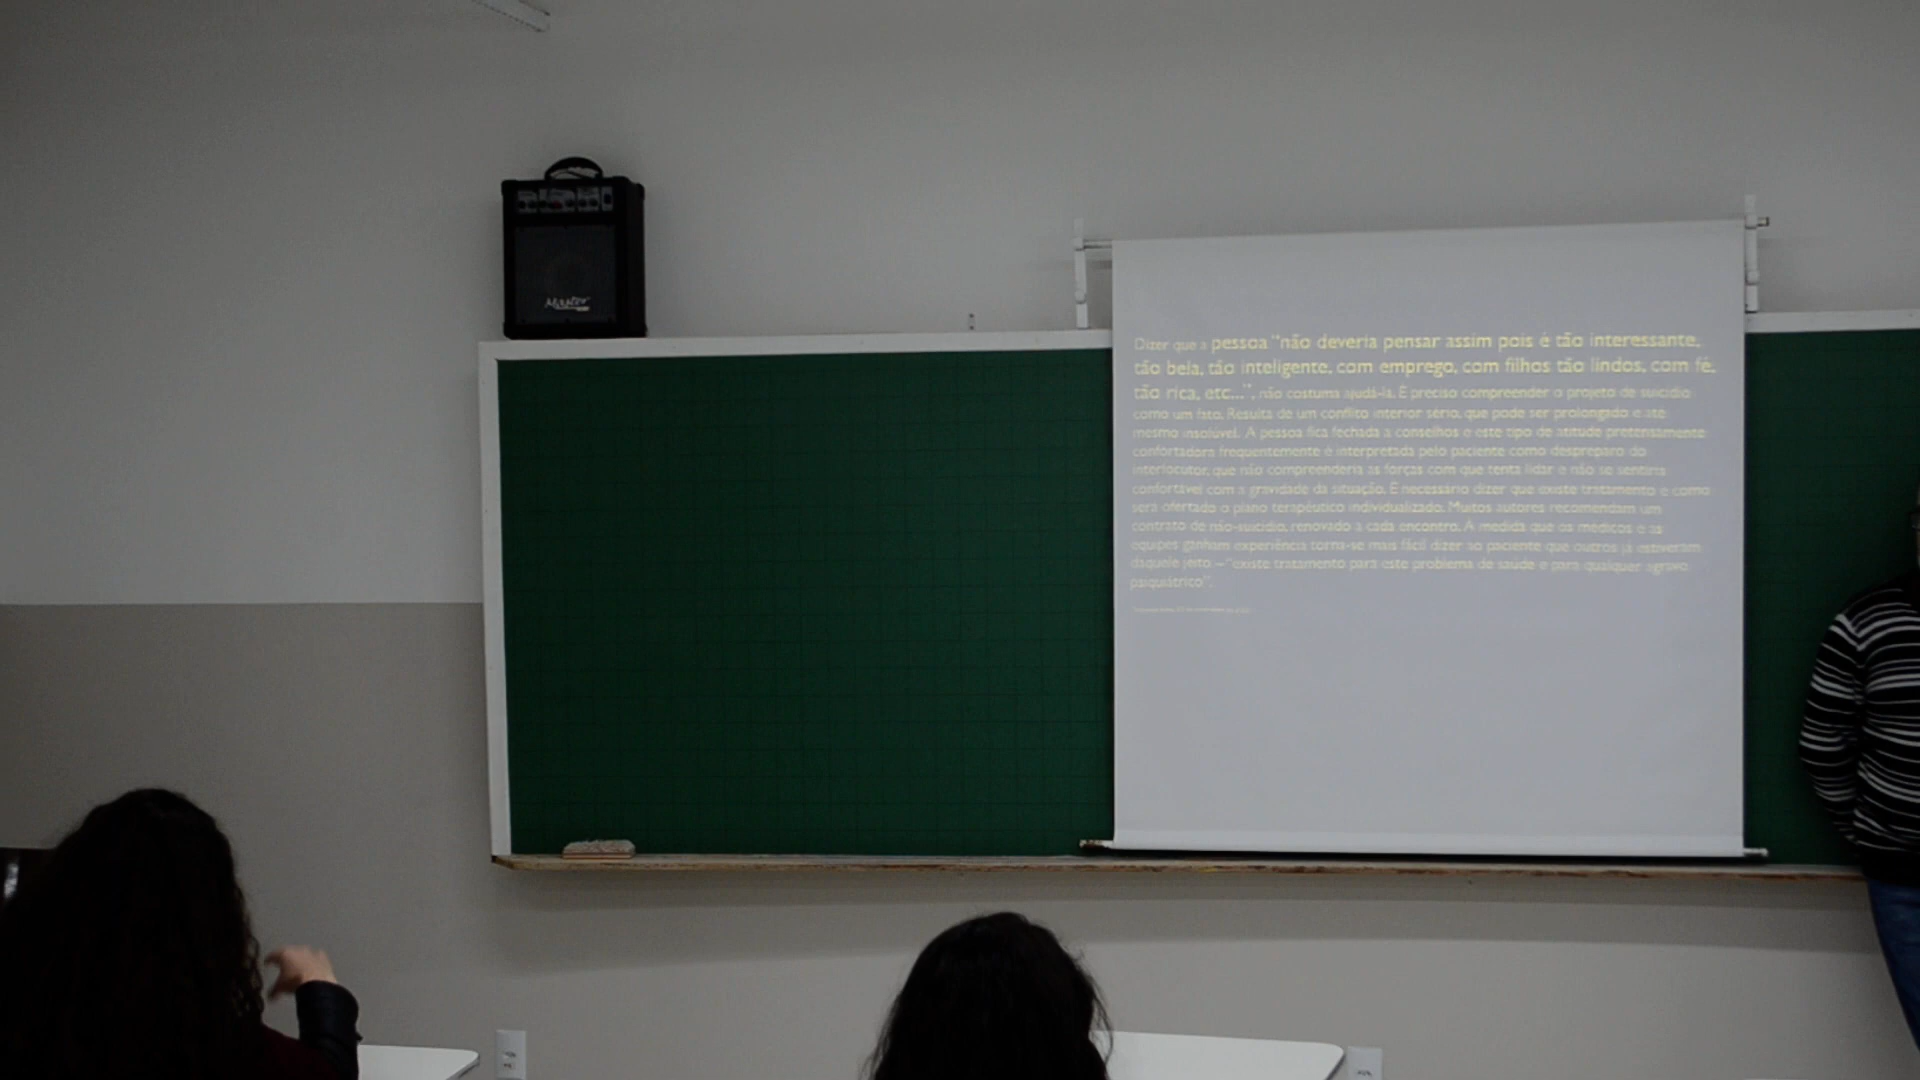 Master
Dizer que a pessoa "não deveria pensar assim pois é tão interessante,
tão bela, tão inteligente, com emprego, com filhos tão lindos, com fé,
tão rica, etc...", não costuma ajudá-la. É preciso compreender o projeto de suicídio
como um fato. Resulta de um conflito interior sério, que pode ser prolongado e até
mesmo insolúvel. A pessoa fica fechada a conselhos e este tipo de atitude pretensamente
confortadora frequentemente é interpretada pelo paciente como despreparo do
interlocutor, que não compreenderia as forças com que tenta lidar e não se sentiria
confortável com a gravidade da situação. É necessário dizer que existe tratamento e como
será ofertado o plano terapêutico individualizado. Muitos autores recomendam um
contrato de não-suicídio, renovado a cada encontro. A medida que os médicos e as
equipes ganham experiência torna-se mais fácil dizer ao paciente que outros já estiveram
daquele jeito – "existe tratamento para este problema de saúde e para qualquer agravo
psiquiátrico".